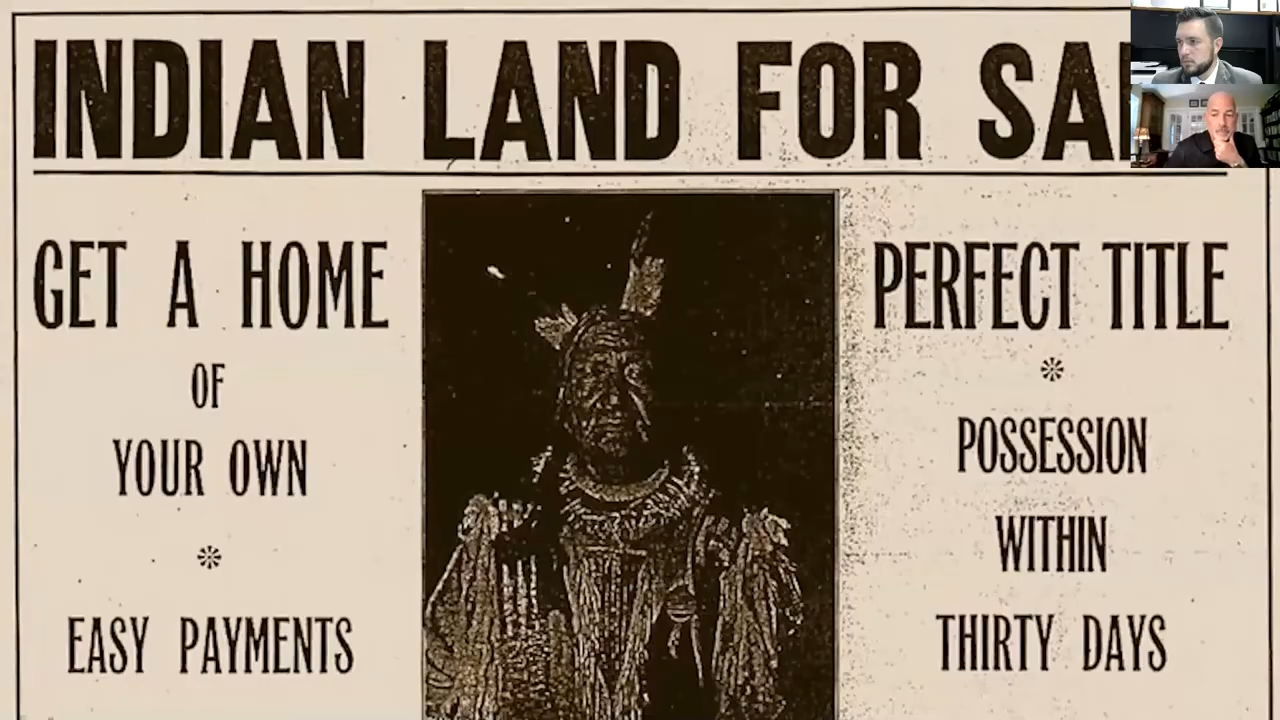 INDIAN LAND FOR SA
GET A HOME
OF
YOUR OWN
EASY PAYMENTS
PERFECT TITLE
POSSESSION
WITHIN
THIRTY DAYS